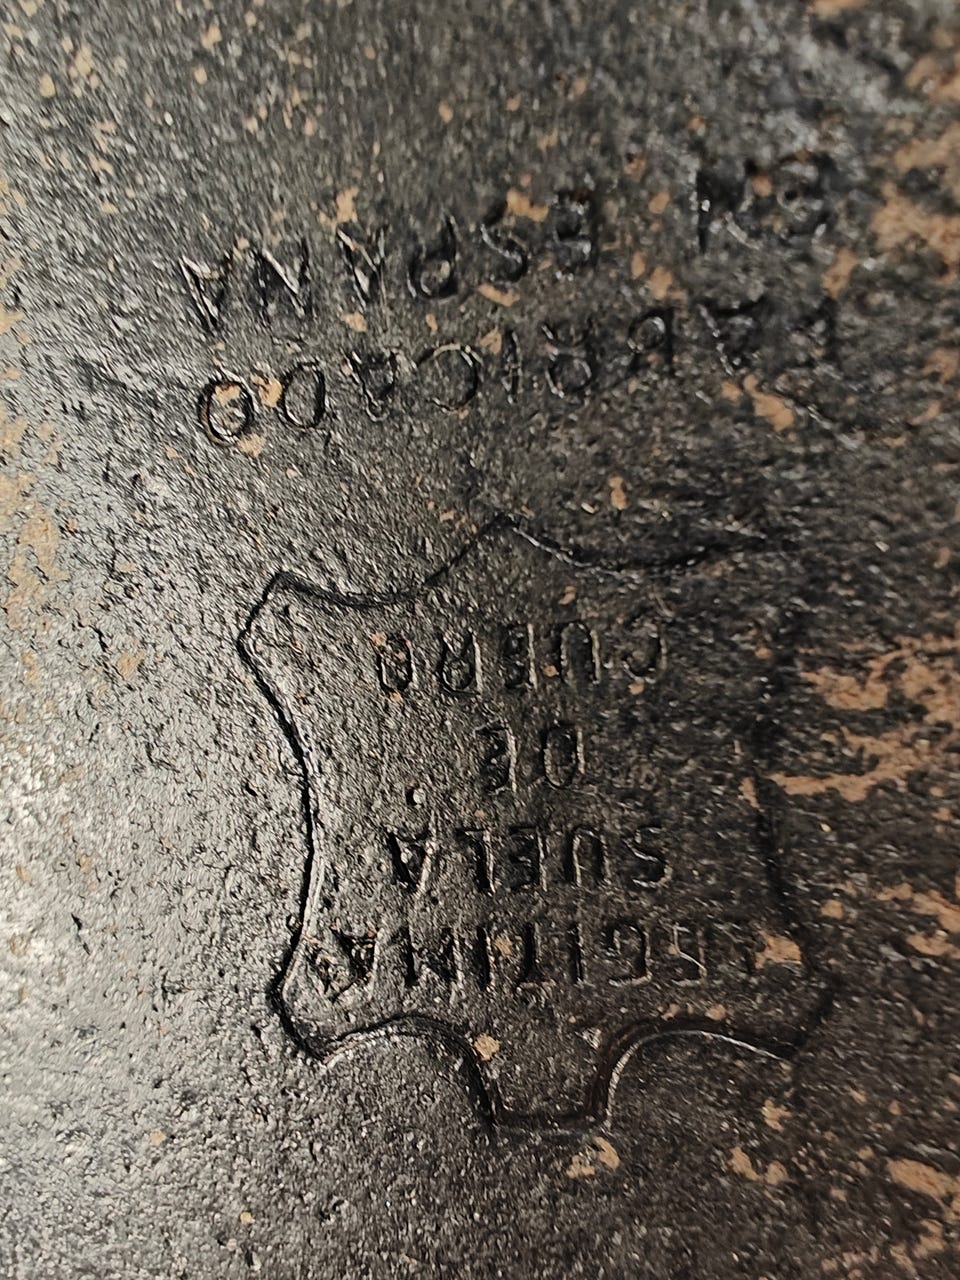 LEGITIMA
SUELA
DE
CUERO
FABRICADO
EN ESPAÑA